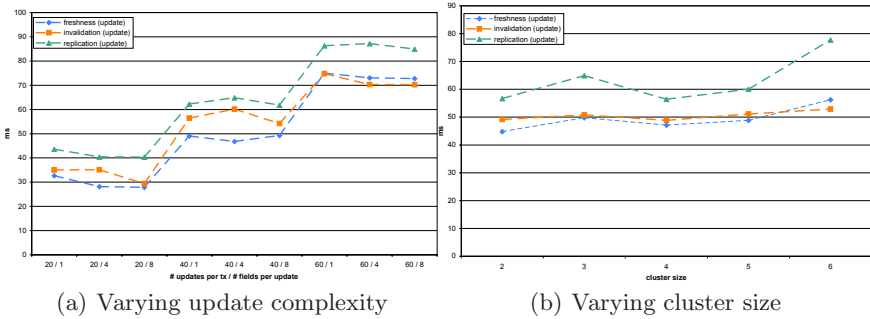 100
90
80
70
60
50
40
30
20
10
0
ms
freshness (update)
invalidation (update)
replication (update)
20 / 1 20 / 4 20 / 8 40 / 1 40 / 4 40 / 8 60 / 1 60 / 4 60 / 8
# updates per tx / # fields per update
(a) Varying update complexity
90
80
70
60
50
40
30
20
10
0
ms
freshness (update)
invalidation (update)
replication (update)
2 3 4 5 6
cluster size
(b) Varying cluster size